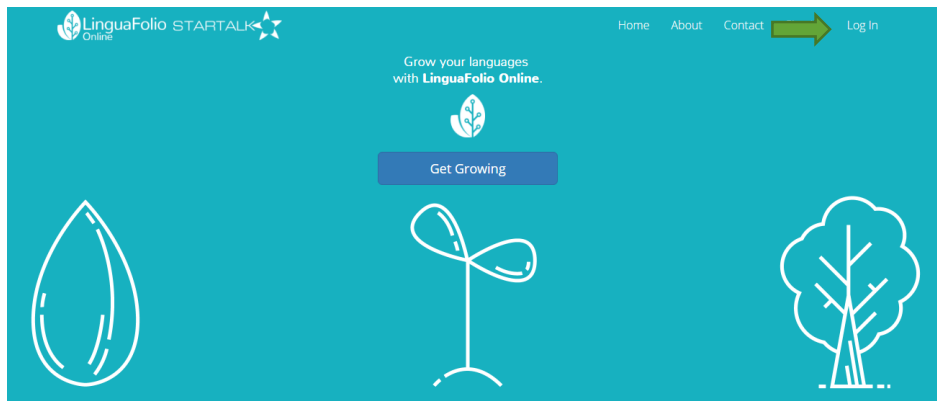 LinguaFolio STARTALK
Online
Home About Contact Log In
Grow your languages
with LinguaFolio Online.
Get Growing